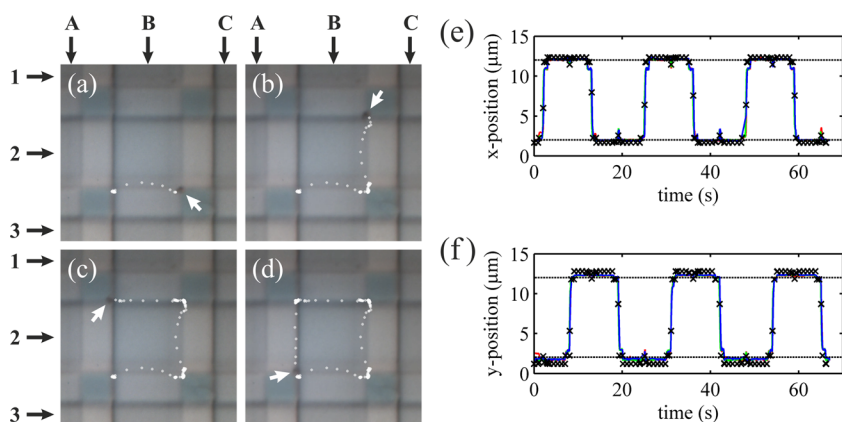 A B C A B C
1
(a) (b)
2
3
1
(c) (d)
2
3
(e)
15
10
5
0
x-position (μm)
0 20 40 60
time (s)
(f)
15
10
5
0
y-position (μm)
0 20 40 60
time (s)